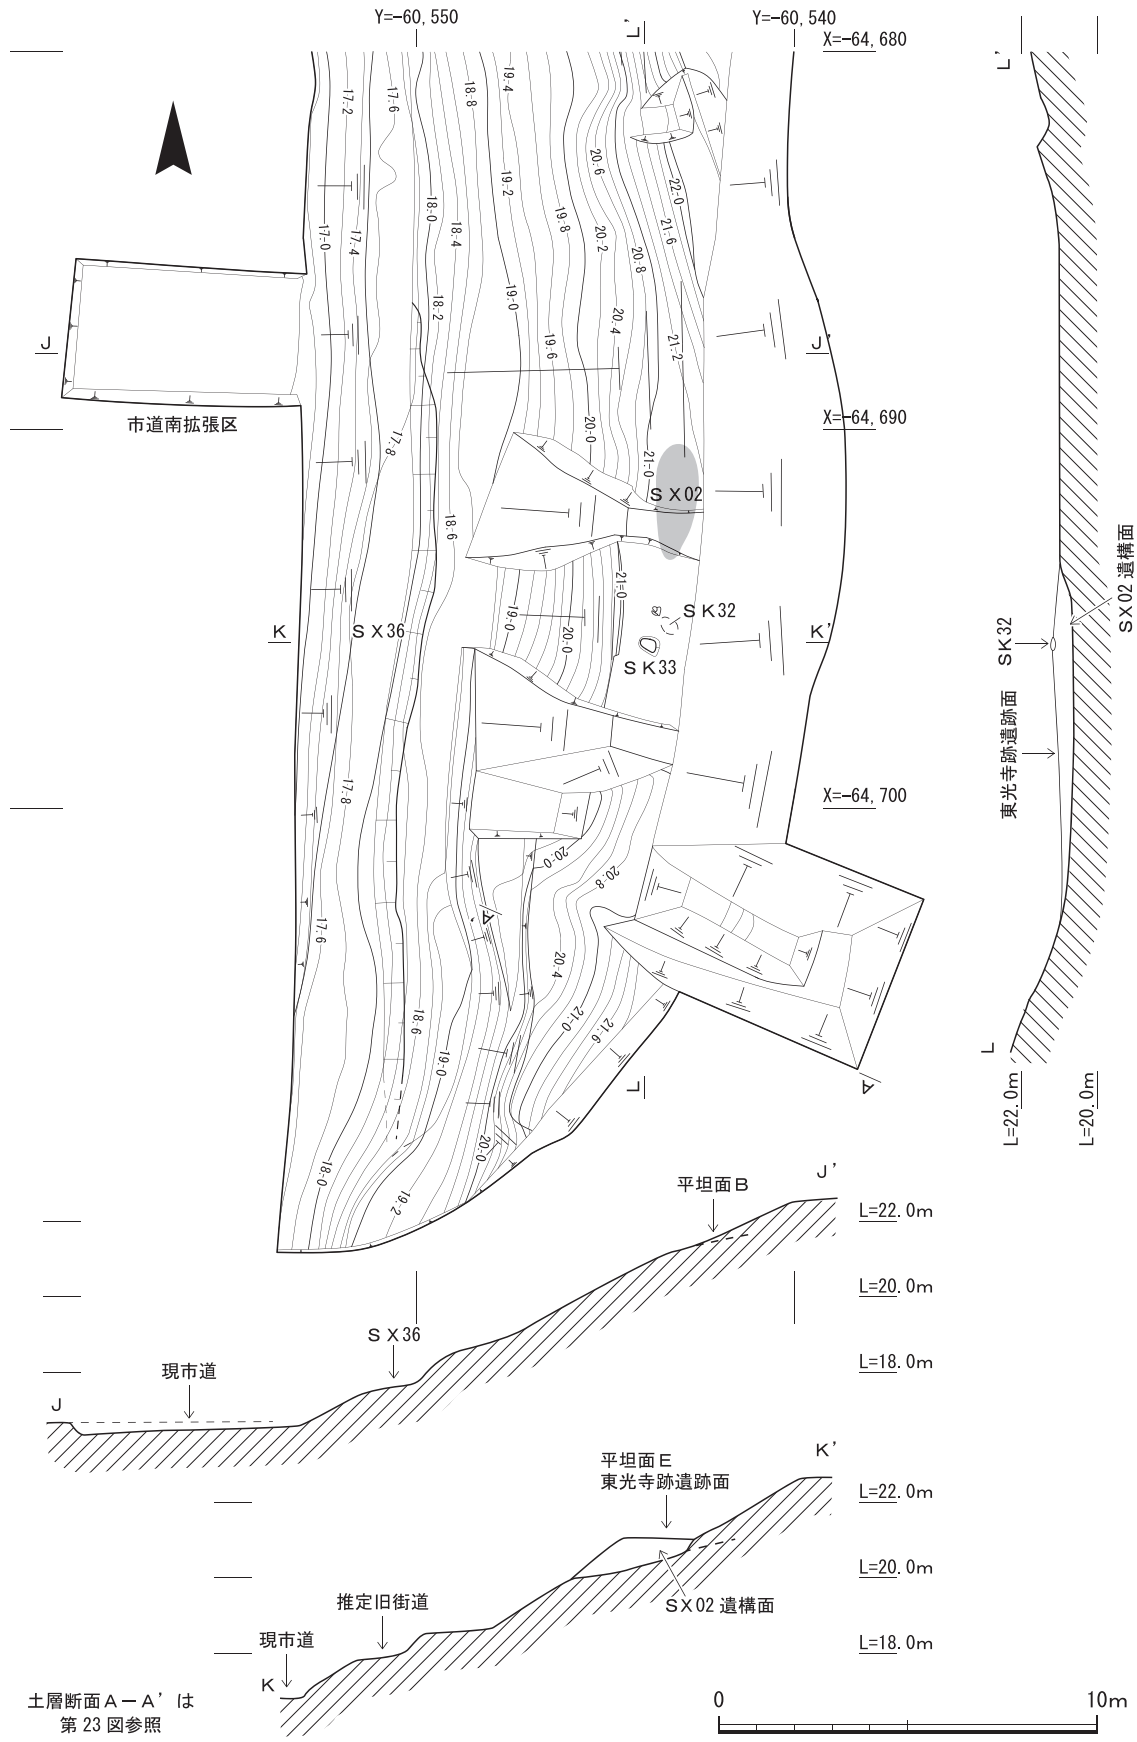 Y=-60,550
L'
Y=-60,540
X=-64,680
L'
17.2
17.6
18.8
19.4
20.6
22.0
19.2
17.0
17.4
18.0
18.4
19.8
20.2
21.6
20.8
18.2
19.0
20.4
J
19.6
21.2
J'
市道南拡張区
X=-64,690
17.8
20.0
21.0
SX02
18.6
SX02遺構面
21.0
SK32
K
SX36
19.0
20.0
K'
SK33
SK32
東光寺跡遺跡面
17.8
X=-64,700
20.0
20.8
A'
17.6
20.4
18.6
21.0
21.6
19.0
L
L
A
L=22.0m
L=20.0m
20.0
18.0
19.2
J'
平坦面B
L=22.0m
L=20.0m
SX36
L=18.0m
現市道
J
K'
平坦面E
東光寺跡遺跡面
L=22.0m
L=20.0m
SX02遺構面
推定旧街道
L=18.0m
現市道
K
土層断面A-A'は
第23図参照
0
10m